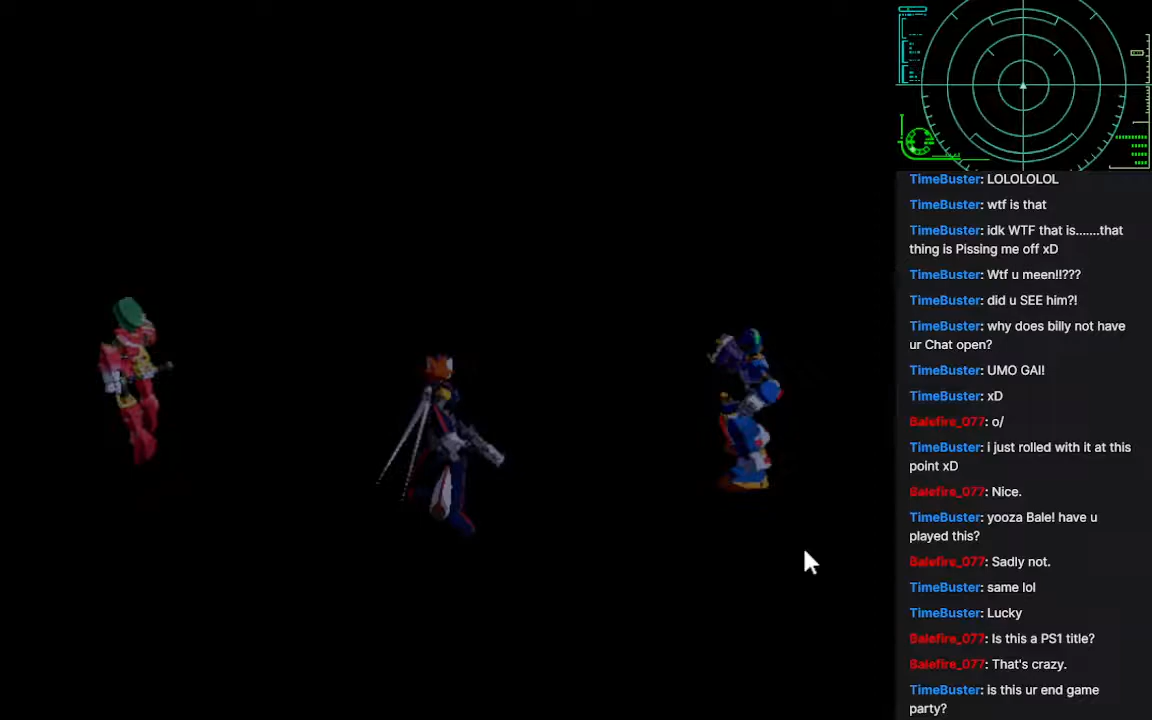 TimeBuster: LOLOLOLOL
TimeBuster: wtf is that
TimeBuster: idk WTF that is.......that
thing is Pissing me off xD
TimeBuster: Wtf u meen!!???
TimeBuster: did u SEE him?!
TimeBuster: why does billy not have
ur Chat open?
TimeBuster: UMO GAI!
TimeBuster: xD
Balefire_077: o/
TimeBuster: i just rolled with it at this
point xD
Balefire_077: Nice.
TimeBuster: yooza Bale! have u
played this?
Balefire_077: Sadly not.
TimeBuster: same lol
TimeBuster: Lucky
Balefire_077: Is this a PS1 title?
Balefire_077: That's crazy.
TimeBuster: is this ur end game
party?